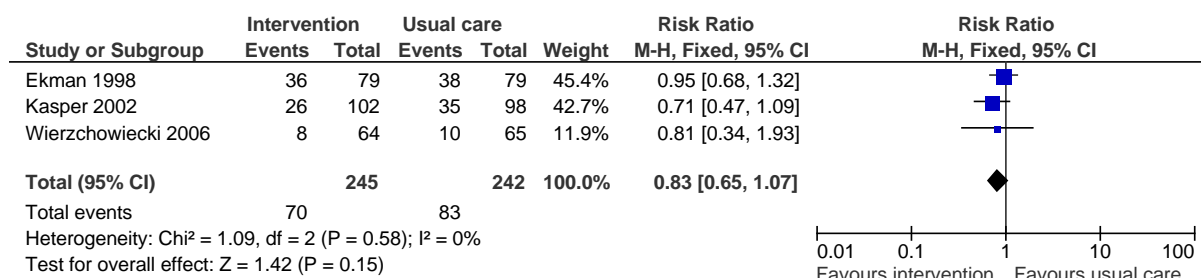 Intervention Usual care Risk Ratio Risk Ratio
Study or Subgroup Events Total Events Total Weight M-H, Fixed, 95% CI M-H, Fixed, 95% CI
Ekman 1998 36 79 38 79 45.4% 0.95 [0.68, 1.32]
Kasper 2002 26 102 35 98 42.7% 0.71 [0.47, 1.09]
Wierzchowiecki 2006 8 64 10 65 11.9% 0.81 [0.34, 1.93]
Total (95% CI) 245 242 100.0% 0.83 [0.65, 1.07]
Total events 70 83
Heterogeneity: Chi² = 1.09, df = 2 (P = 0.58); I² = 0%
Test for overall effect: Z = 1.42 (P = 0.15)
0.01 0.1 1 10 100
Favours intervention Favours usual care